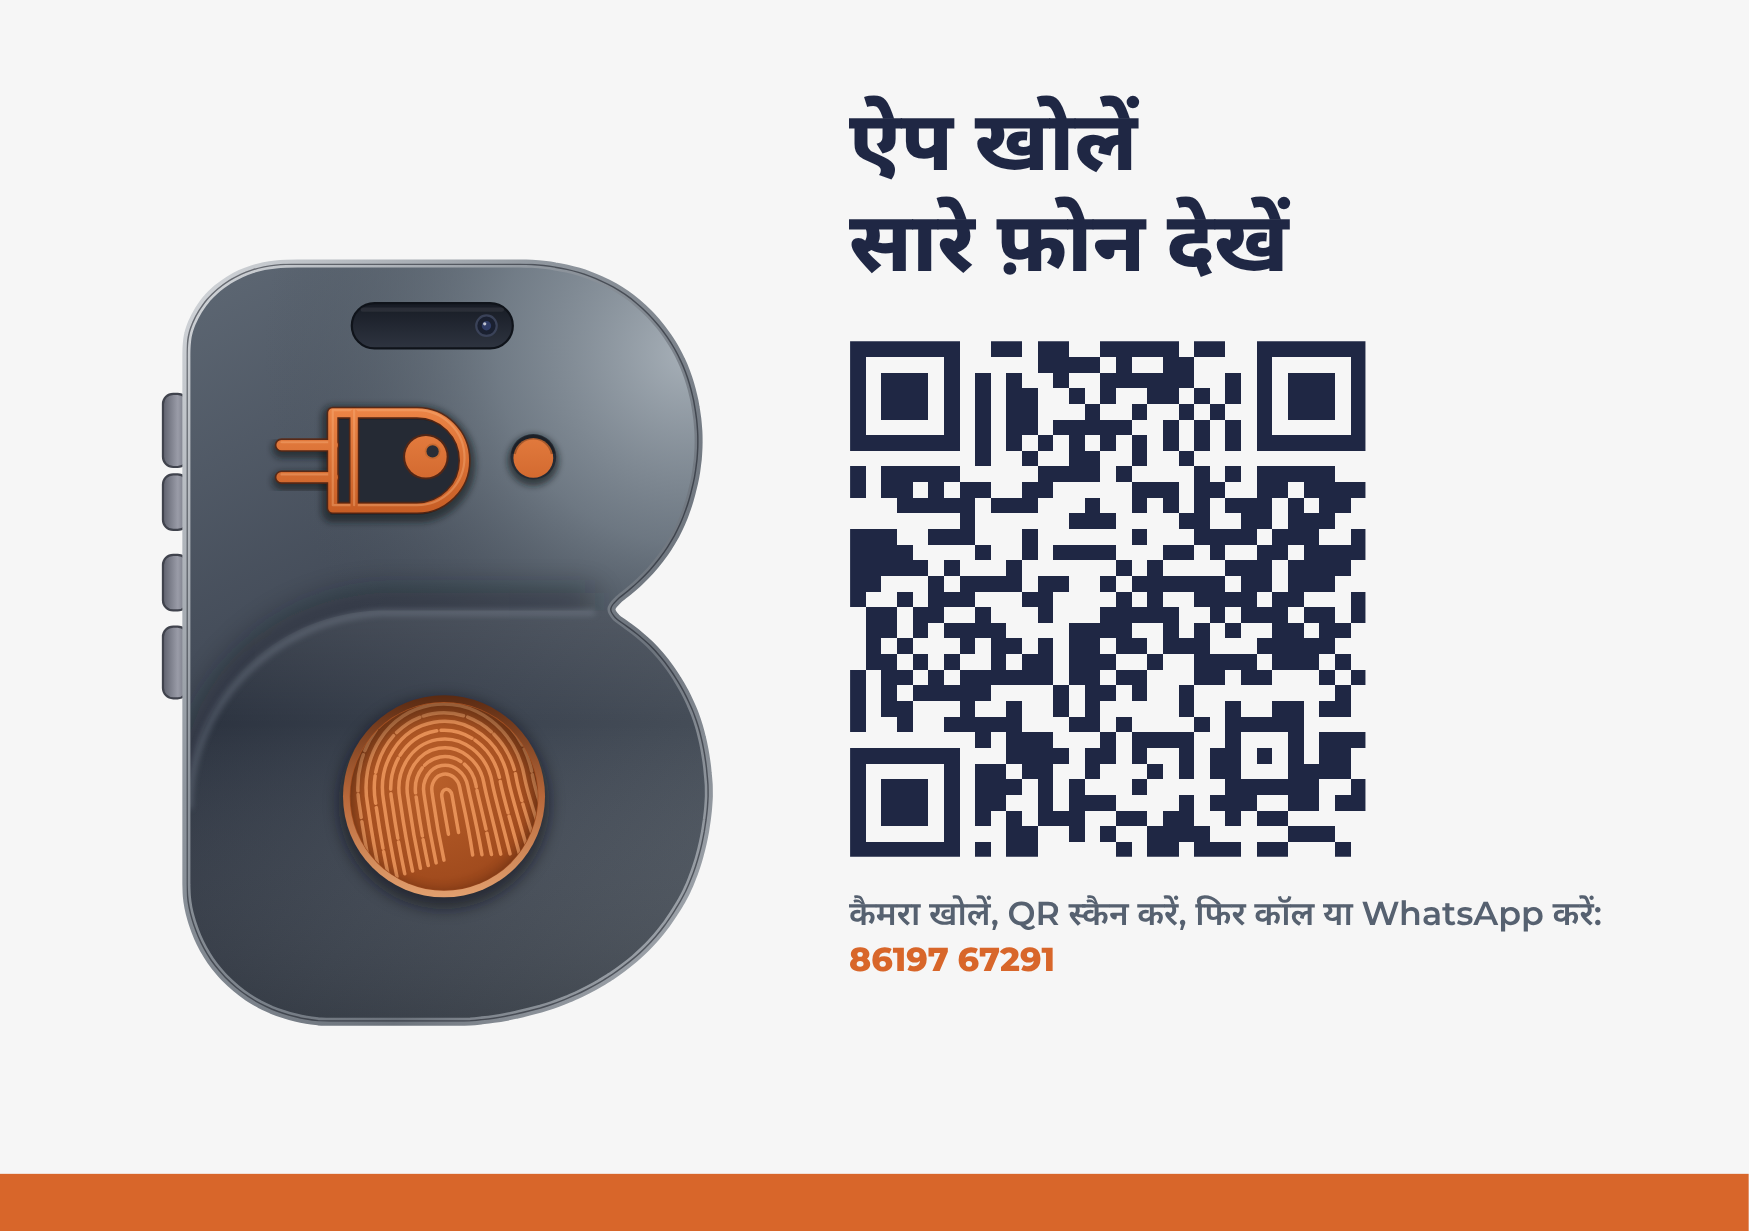 ऐप खोलें
सारे फ़ोन देखें
कैमरा खोलें, QR स्कैन करें, फिर कॉल या WhatsApp करें:
86197 67291